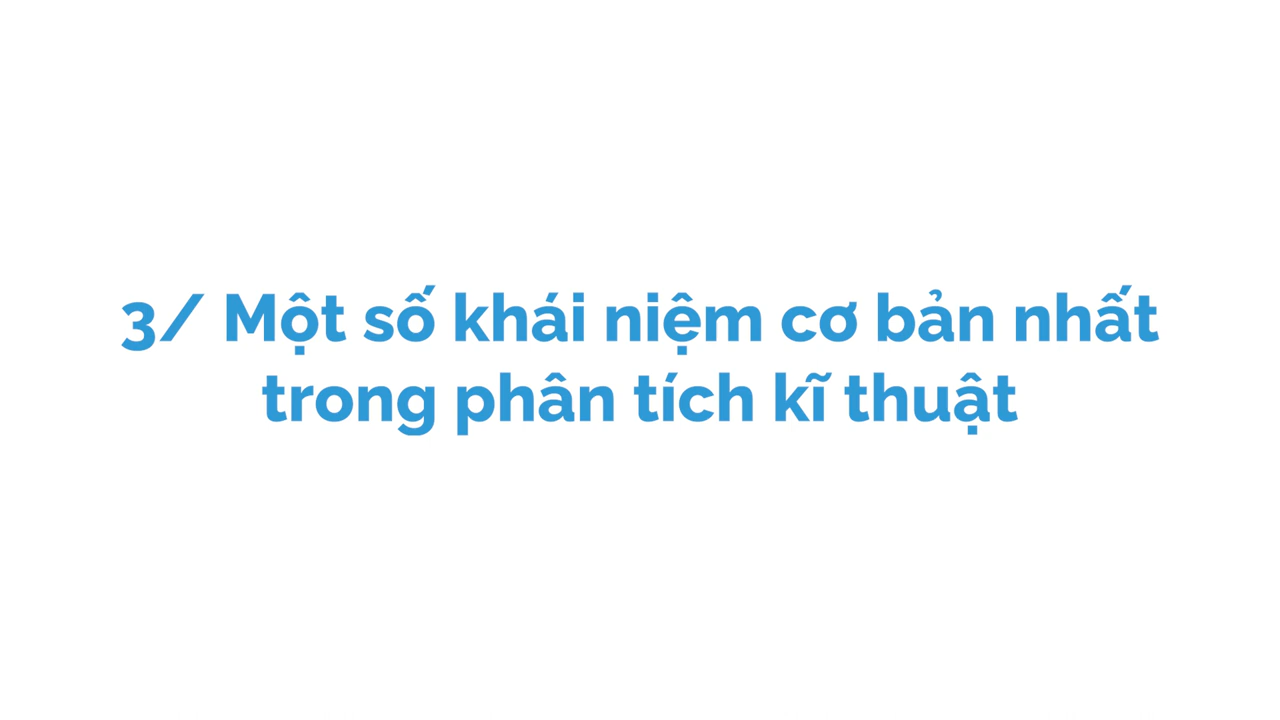 3/ Một số khái niệm cơ bản nhất
trong phân tích kĩ thuật